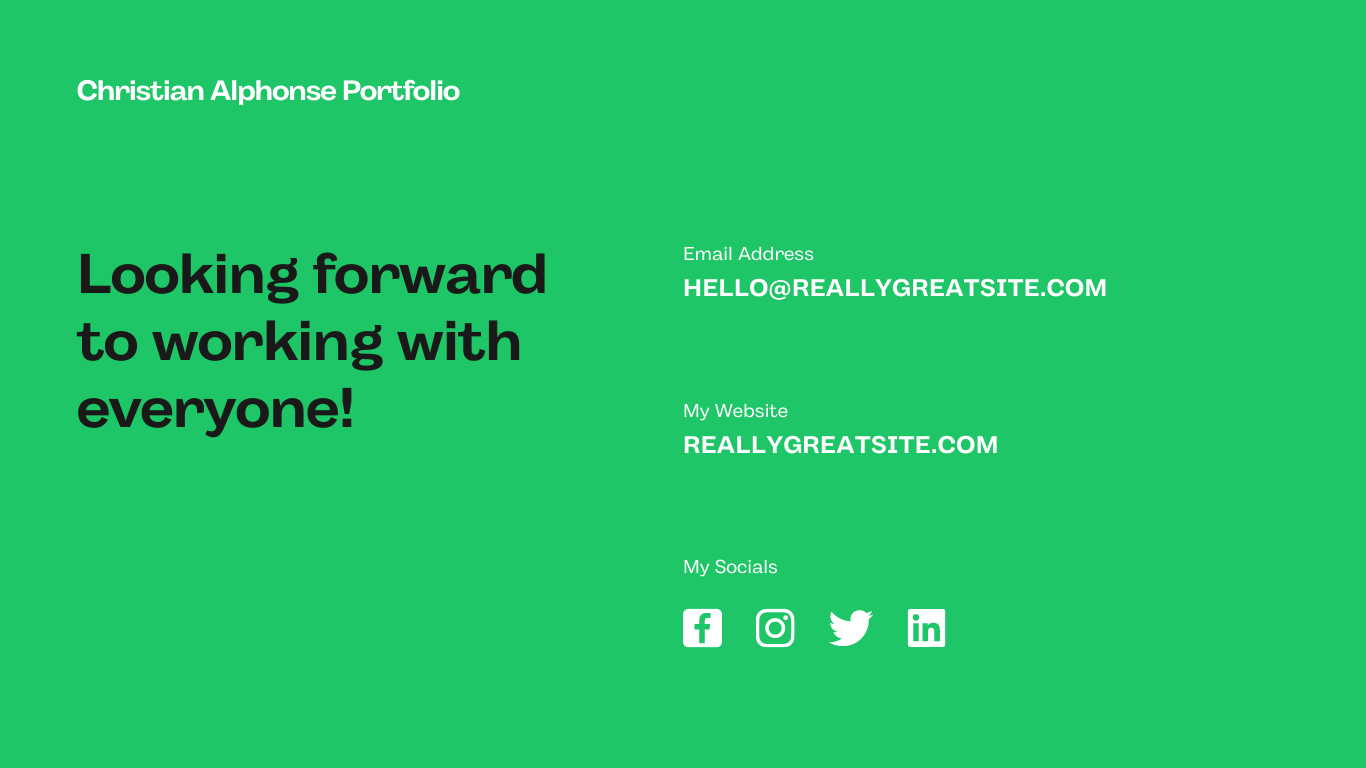 Christian Alphonse Portfolio
Looking forward
to working with
everyone!
Email Address
HELLO@REALLYGREATSITE.COM
My Website
REALLYGREATSITE.COM
My Socials